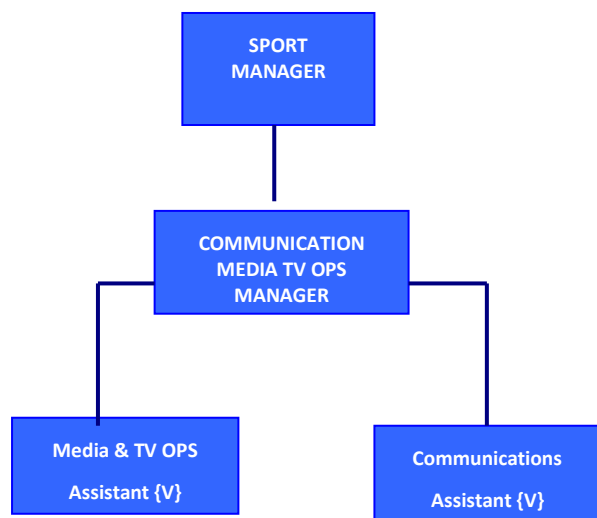 SPORT
MANAGER
COMMUNICATION
MEDIA TV OPS
MANAGER
Media & TV OPS
Assistant {V}
Communications
Assistant {V}